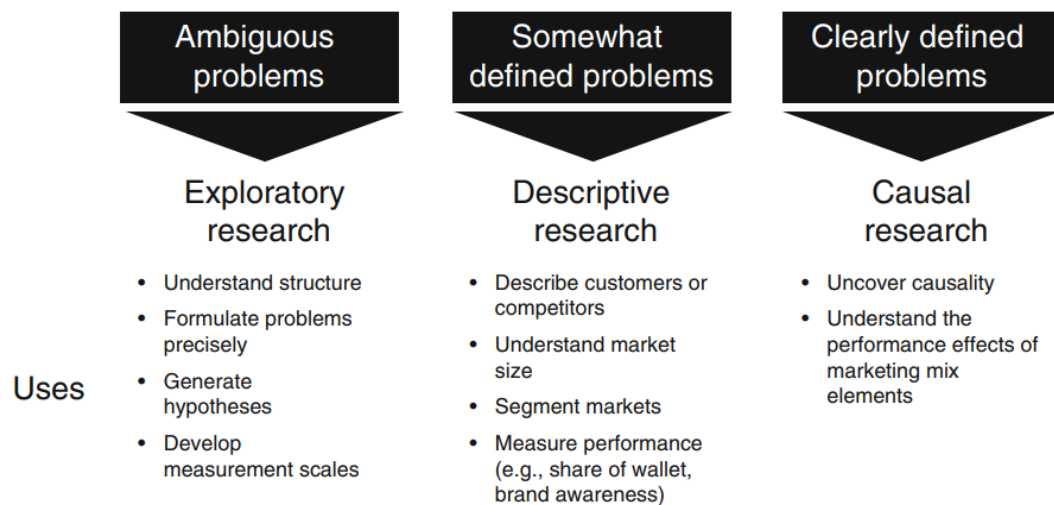 Ambiguous
problems
Somewhat
defined problems
Clearly defined
problems
Exploratory
research
Descriptive
research
Causal
research
Uses
• Understand structure
• Formulate problems
precisely
• Generate
hypotheses
• Develop
measurement scales
• Describe customers or
competitors
• Understand market
size
• Segment markets
• Measure performance
(e.g., share of wallet,
brand awareness)
• Uncover causality
• Understand the
performance effects of
marketing mix
elements